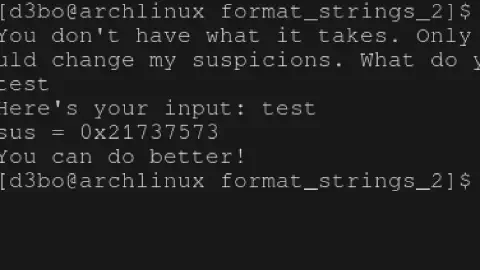 [d3bo@archlinux format_strings_2]$
You don't have what it takes. Only
uld change my suspicions. What do
test
Here's your input: test
sus = 0x21737573
You can do better!
[d3bo@archlinux format_strings_2]$